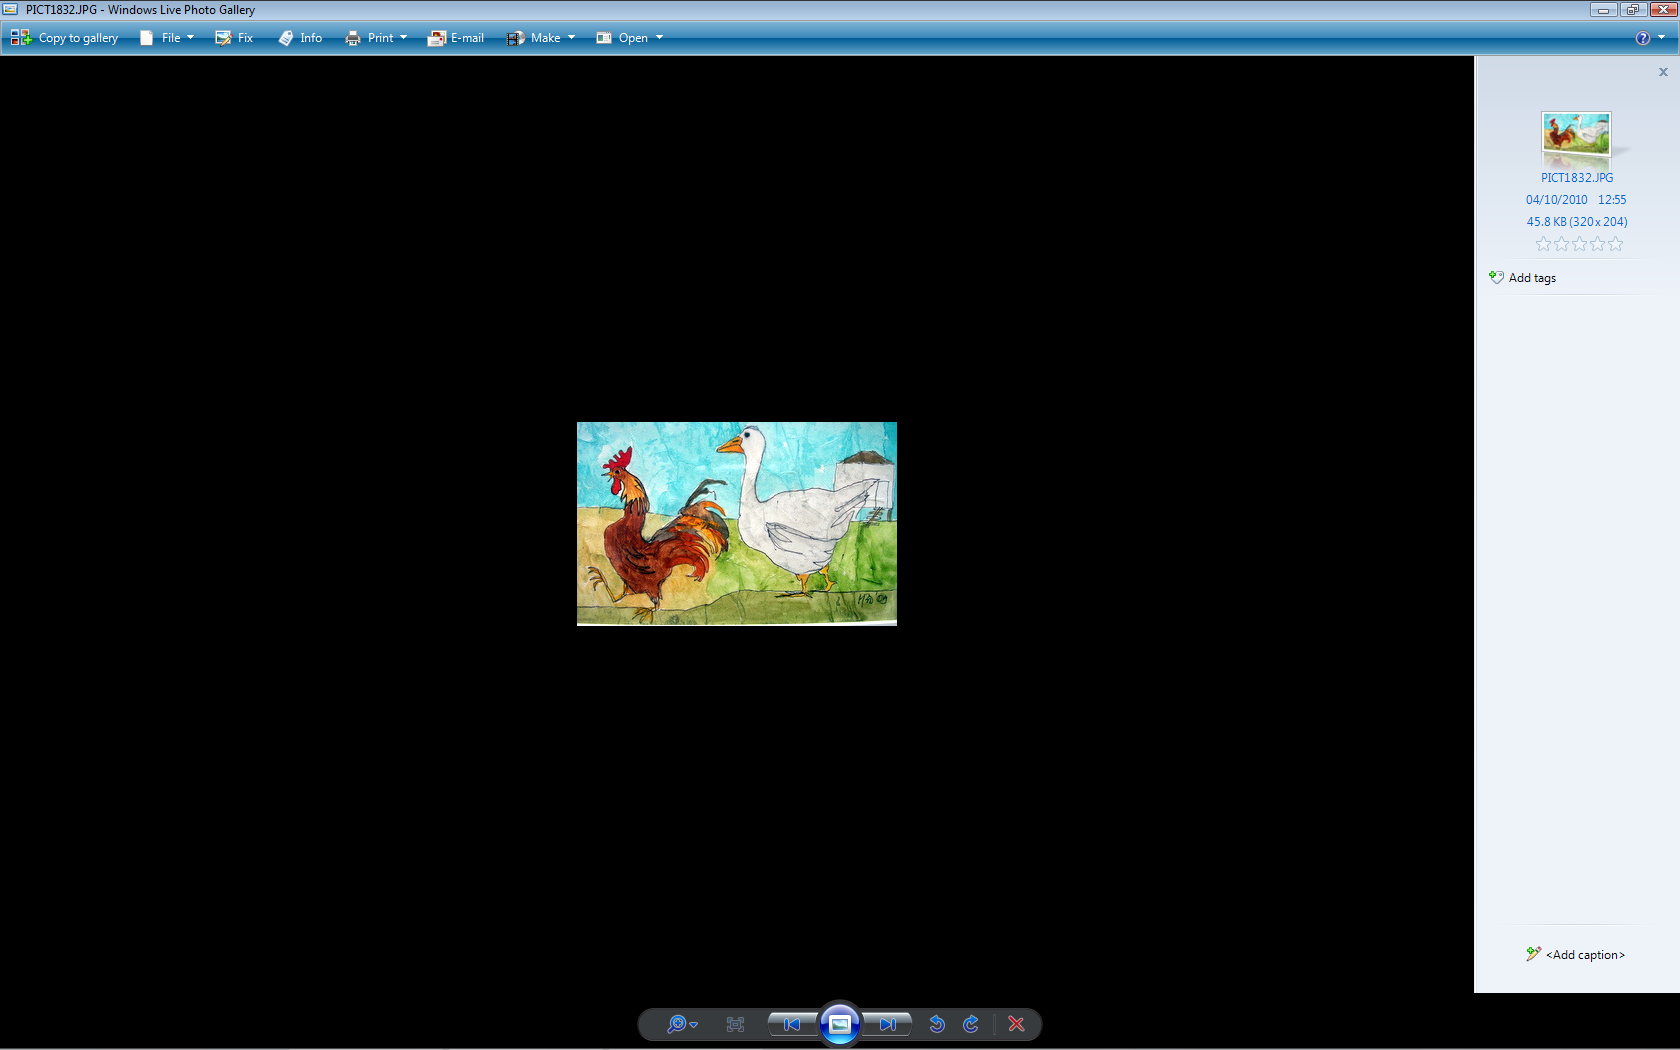 PICT1832.JPG - Windows Live Photo Gallery
Copy to gallery File Fix Info Print E-mail Make Open
PICT1832.JPG
04/10/2010 12:55
45.8 KB (320 x 204)
Add tags
<Add caption>